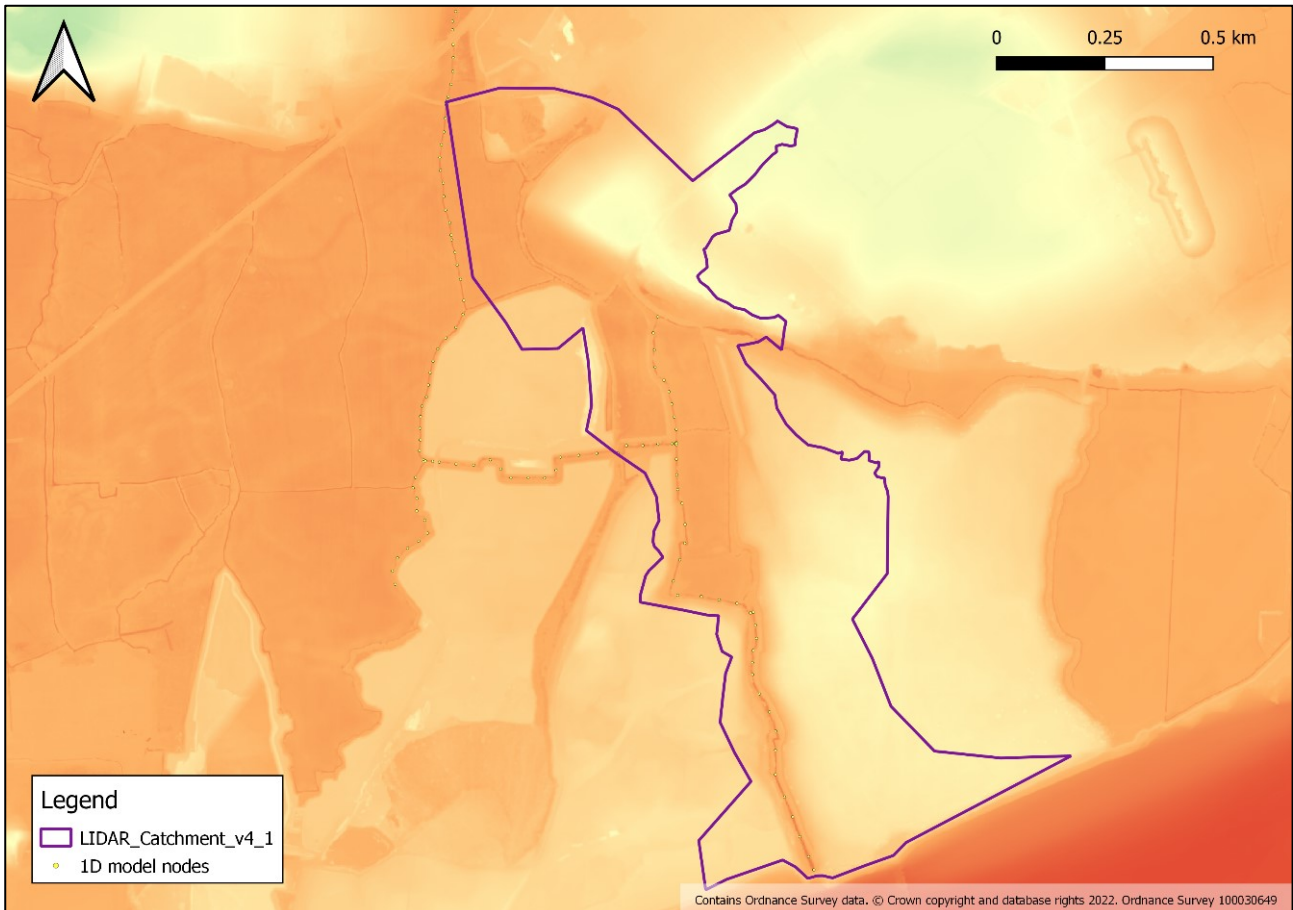 0 0.25 0.5 km
Legend
LIDAR_Catchment_v4_1
1D model nodes
Contains Ordnance Survey data. © Crown copyright and database rights 2022. Ordnance Survey 100030649